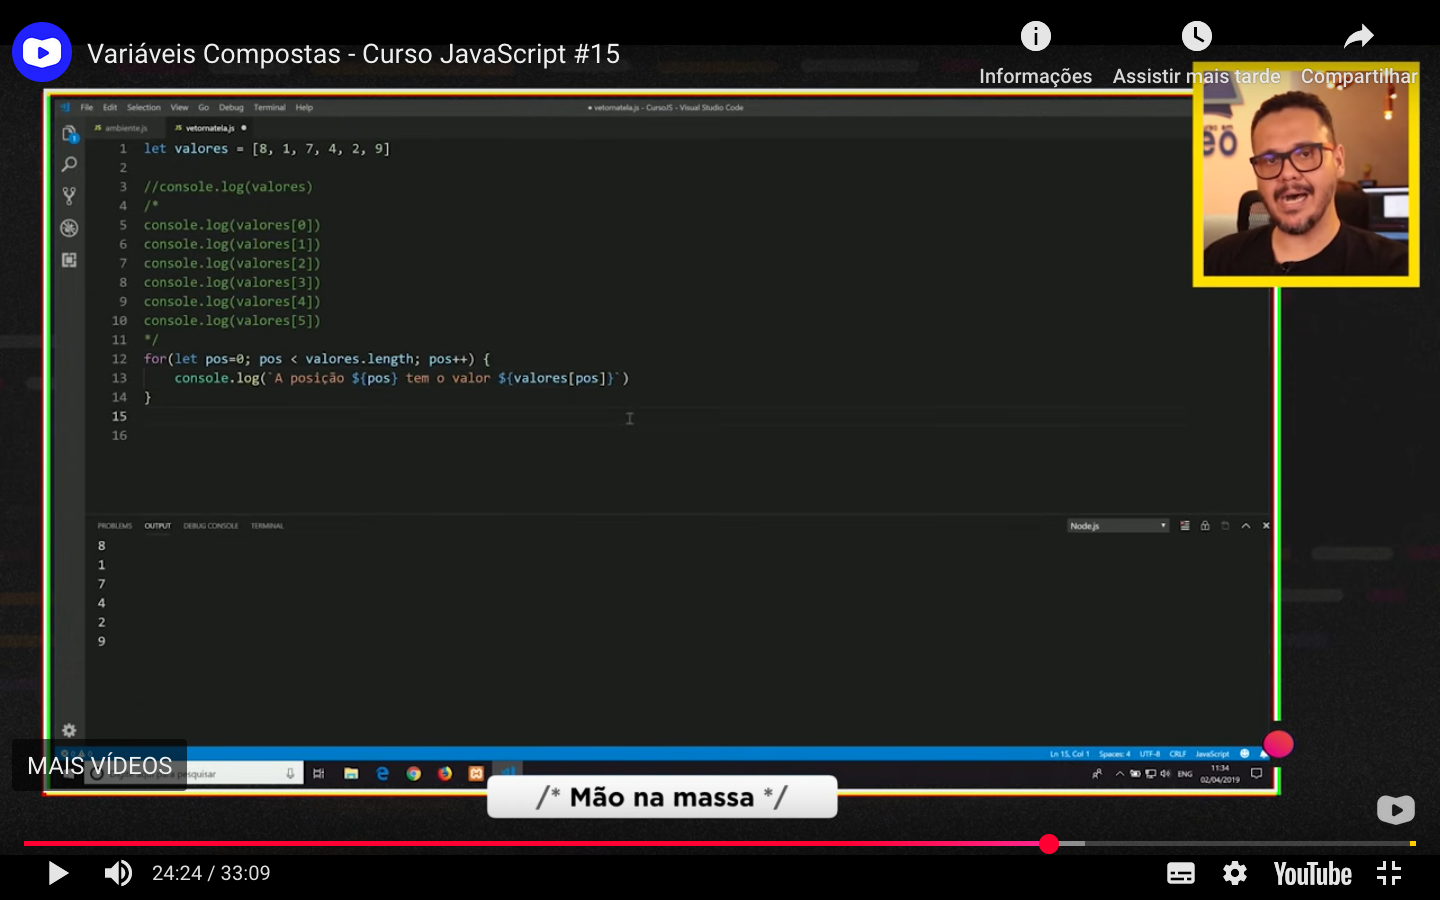 Variáveis Compostas - Curso JavaScript #15
Informações
Assistir mais tarde
Compartilhar
File Edit Selection View Go Debug Terminal Help
● vetornatela.js - CursoJS - Visual Studio Code
JS ambiente.js
JS vetornatela.js ●
1 let valores = [8, 1, 7, 4, 2, 9]
2
3 //console.log(valores)
4 /*
5 console.log(valores[0])
6 console.log(valores[1])
7 console.log(valores[2])
8 console.log(valores[3])
9 console.log(valores[4])
10 console.log(valores[5])
11 */
12 for(let pos=0; pos < valores.length; pos++) {
13 console.log(`A posição ${pos} tem o valor ${valores[pos]}`)
14 }
15
16
PROBLEMS OUTPUT DEBUG CONSOLE TERMINAL
Node.js
8
1
7
4
2
9
Ln 15, Col 1 Spaces: 4 UTF-8 CRLF JavaScript
MAIS VÍDEOS
pesquisar
ENG
11:34
02/04/2019
/* Mão na massa */
24:24 / 33:09
YouTube